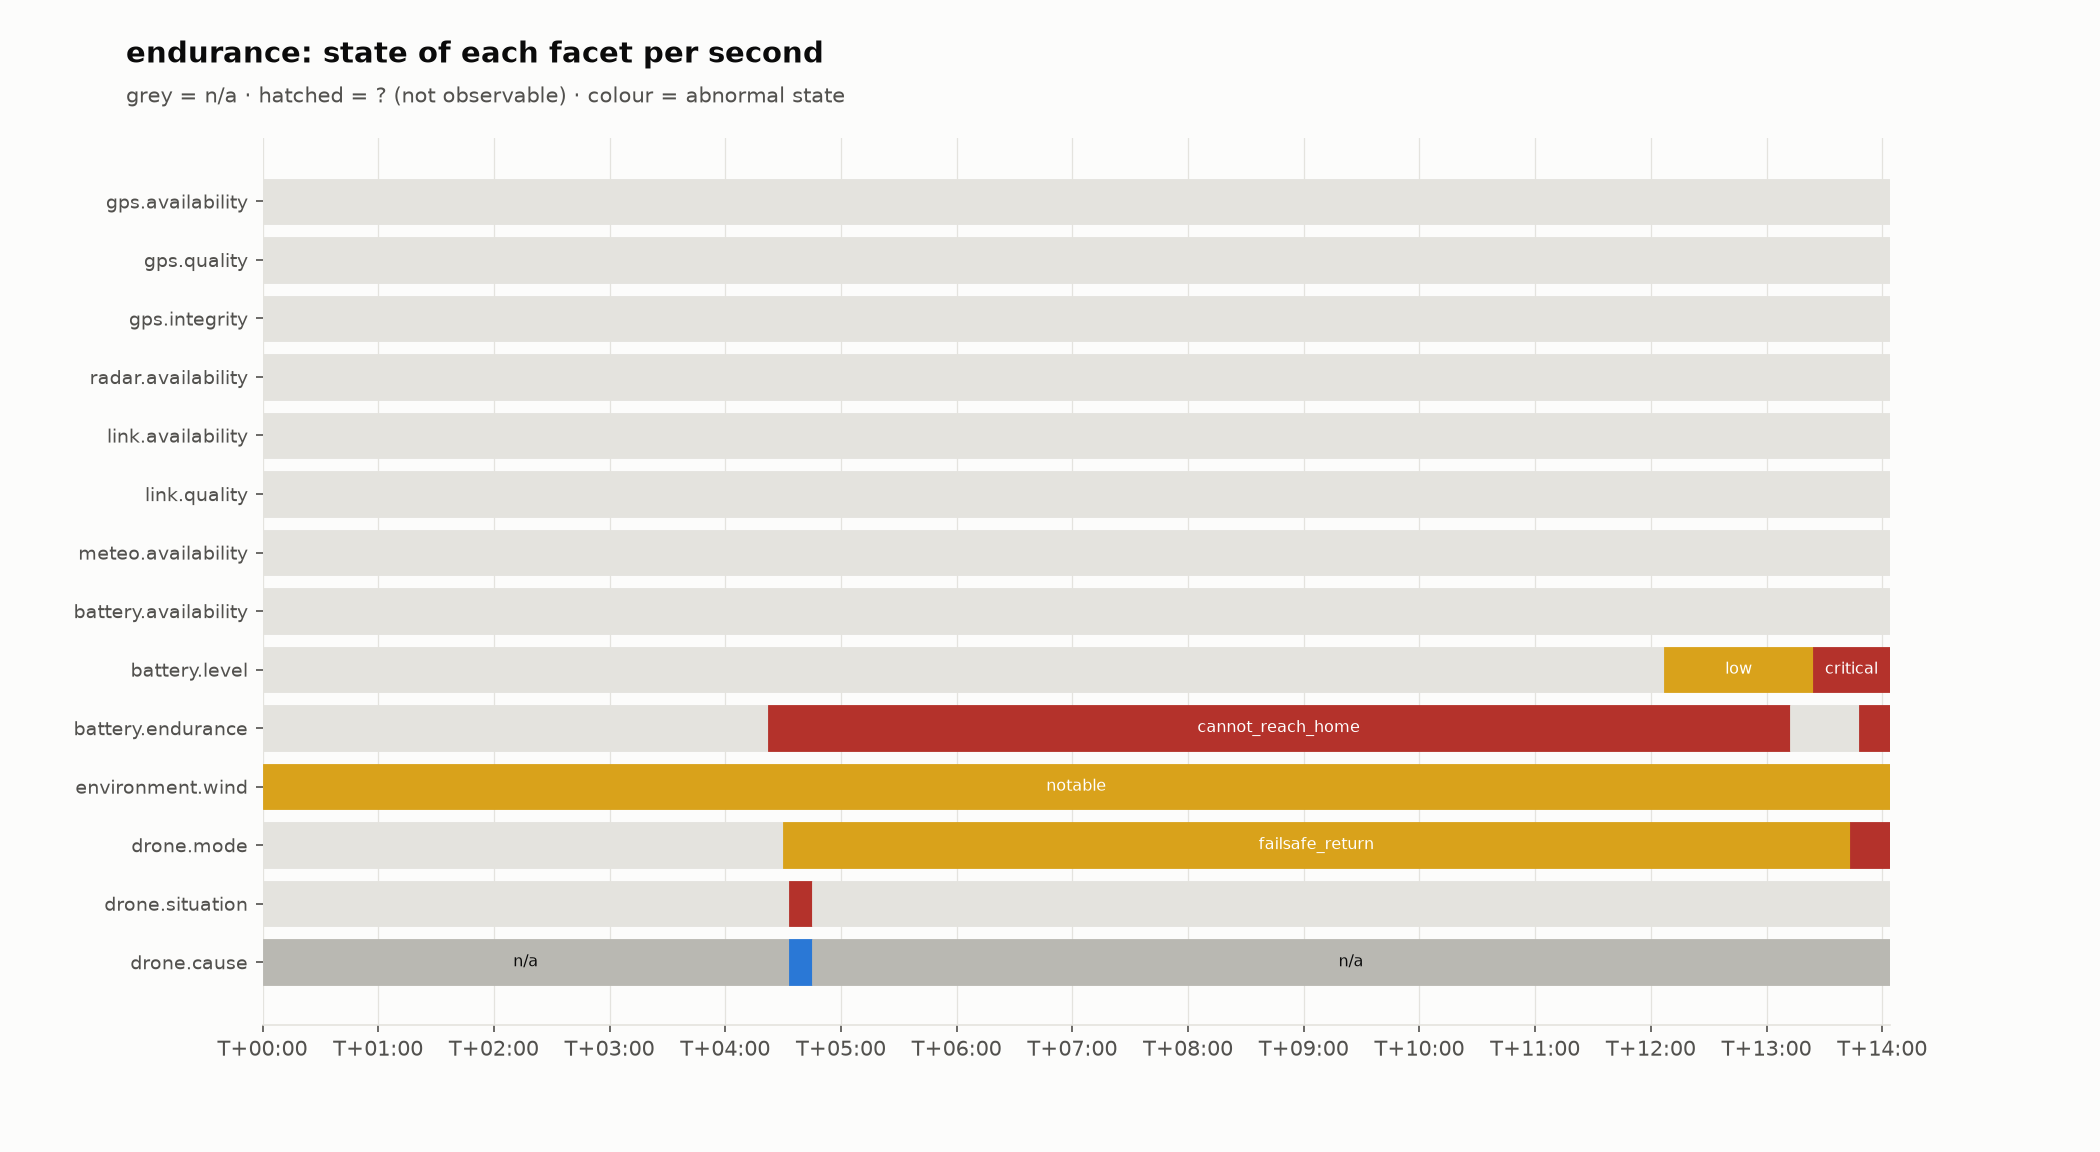 endurance: state of each facet per second
grey = n/a · hatched = ? (not observable) · colour = abnormal state
gps.availability
gps.quality
gps.integrity
radar.availability
link.availability
link.quality
meteo.availability
battery.availability
battery.level
low
critical
battery.endurance
cannot_reach_home
environment.wind
notable
drone.mode
failsafe_return
drone.situation
drone.cause
n/a
n/a
T+00:00 T+01:00 T+02:00 T+03:00 T+04:00 T+05:00 T+06:00 T+07:00 T+08:00 T+09:00 T+10:00 T+11:00 T+12:00 T+13:00 T+14:00